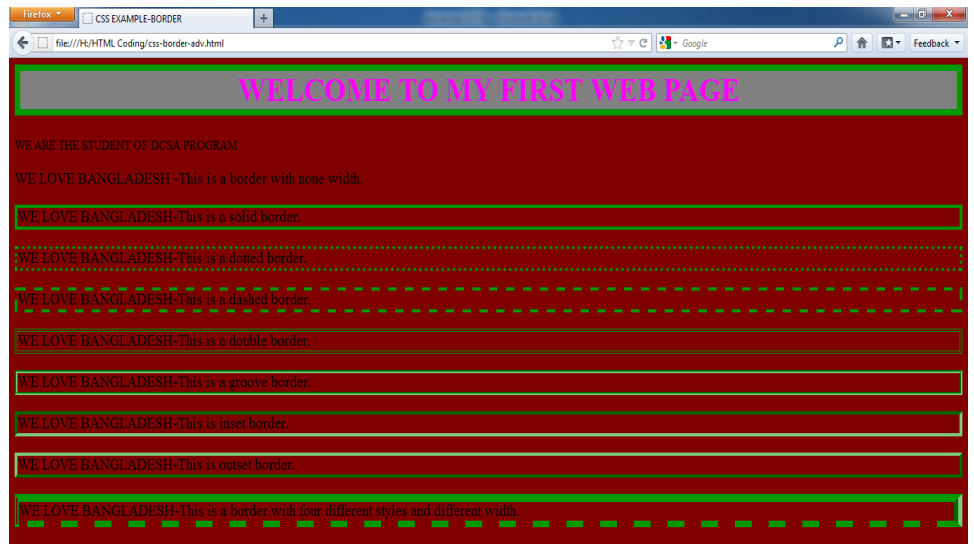 Firefox
CSS EXAMPLE-BORDER
+
file:///H:/HTML Coding/css-border-adv.html
Google
Feedback
WELCOME TO MY FIRST WEB PAGE
WE ARE THE STUDENT OF DCSA PROGRAM
WE LOVE BANGLADESH -This is a border with none width.
WE LOVE BANGLADESH-This is a solid border.
WE LOVE BANGLADESH-This is a dotted border.
WE LOVE BANGLADESH-This is a dashed border.
WE LOVE BANGLADESH-This is a double border.
WE LOVE BANGLADESH-This is a groove border.
WE LOVE BANGLADESH-This is inset border.
WE LOVE BANGLADESH-This is outset border.
WE LOVE BANGLADESH-This is a border with four different styles and different width.